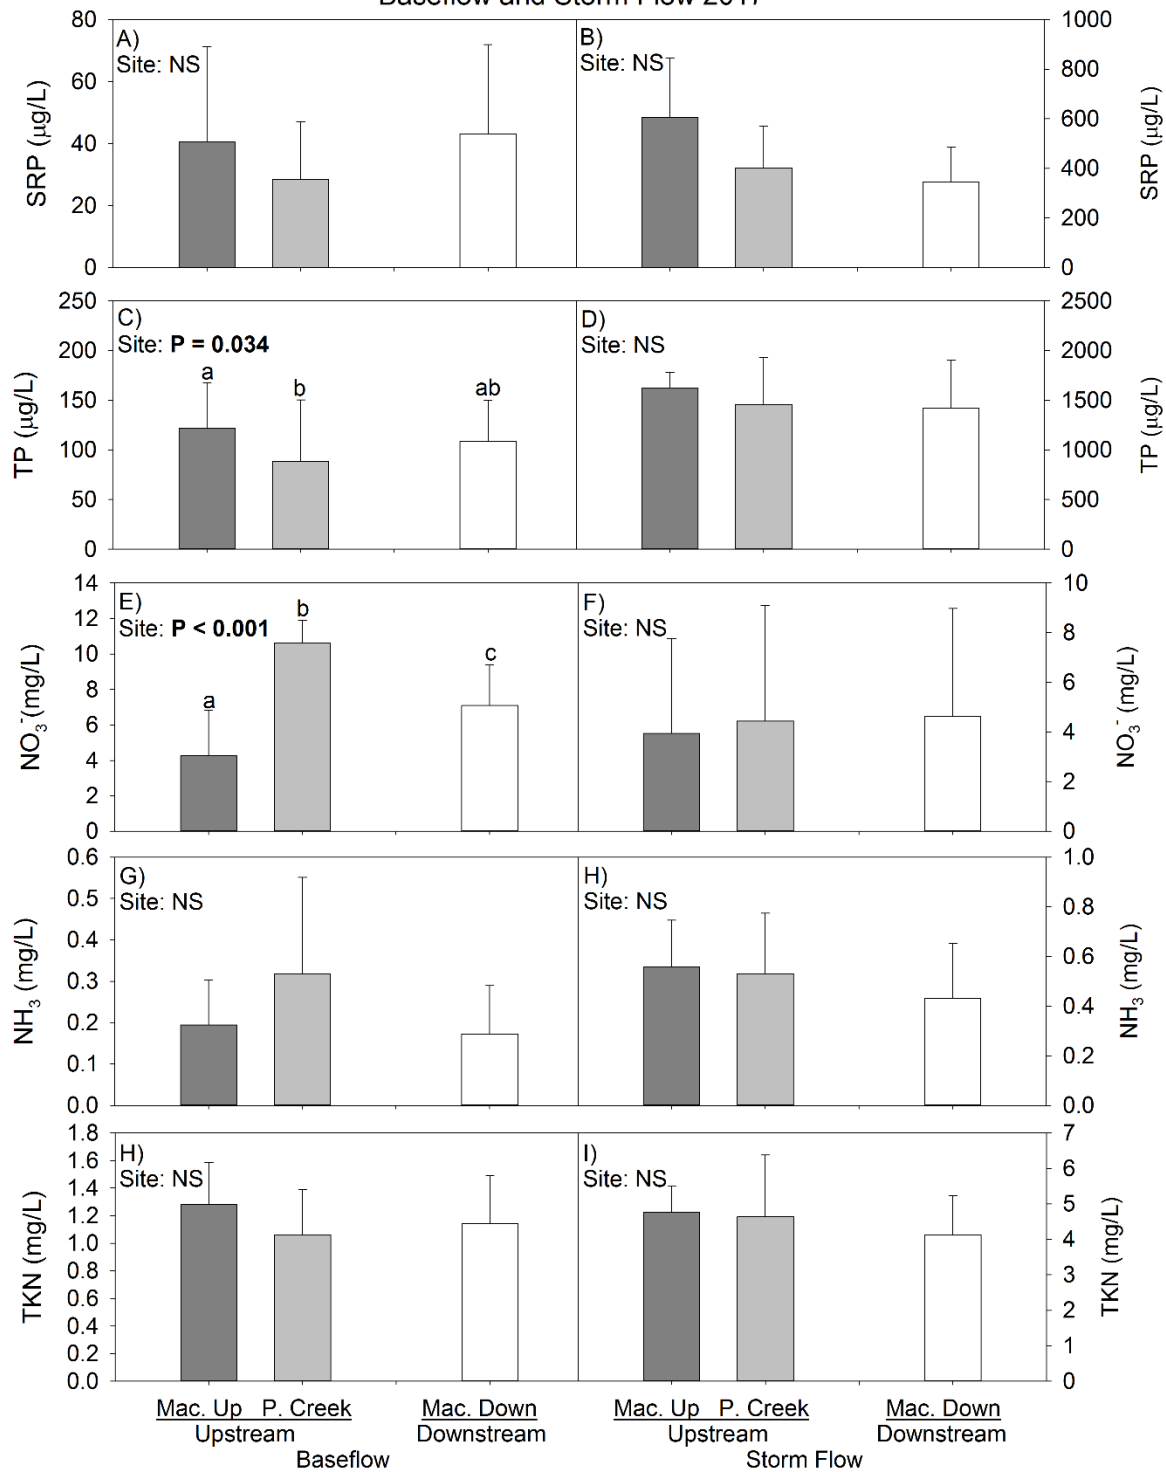 Baseflow and Storm Flow 2017
A)
Site: NS
B)
Site: NS
80
60
40
20
0
SRP (µg/L)
1000
800
600
400
200
0
SRP (µg/L)
C)
Site: P = 0.034
a
b
ab
D)
Site: NS
250
200
150
100
50
0
TP (µg/L)
2500
2000
1500
1000
500
0
TP (µg/L)
E)
Site: P < 0.001
a
b
c
F)
Site: NS
14
12
10
8
6
4
2
0
NO₃⁻ (mg/L)
10
8
6
4
2
0
NO₃⁻ (mg/L)
G)
Site: NS
H)
Site: NS
0.6
0.5
0.4
0.3
0.2
0.1
0.0
NH₃ (mg/L)
1.0
0.8
0.6
0.4
0.2
0.0
NH₃ (mg/L)
H)
Site: NS
I)
Site: NS
1.8
1.6
1.4
1.2
1.0
0.8
0.6
0.4
0.2
0.0
TKN (mg/L)
7
6
5
4
3
2
1
0
TKN (mg/L)
Mac. Up P. Creek Mac. Down Mac. Up P. Creek Mac. Down
Upstream Downstream Upstream Downstream
Baseflow Storm Flow